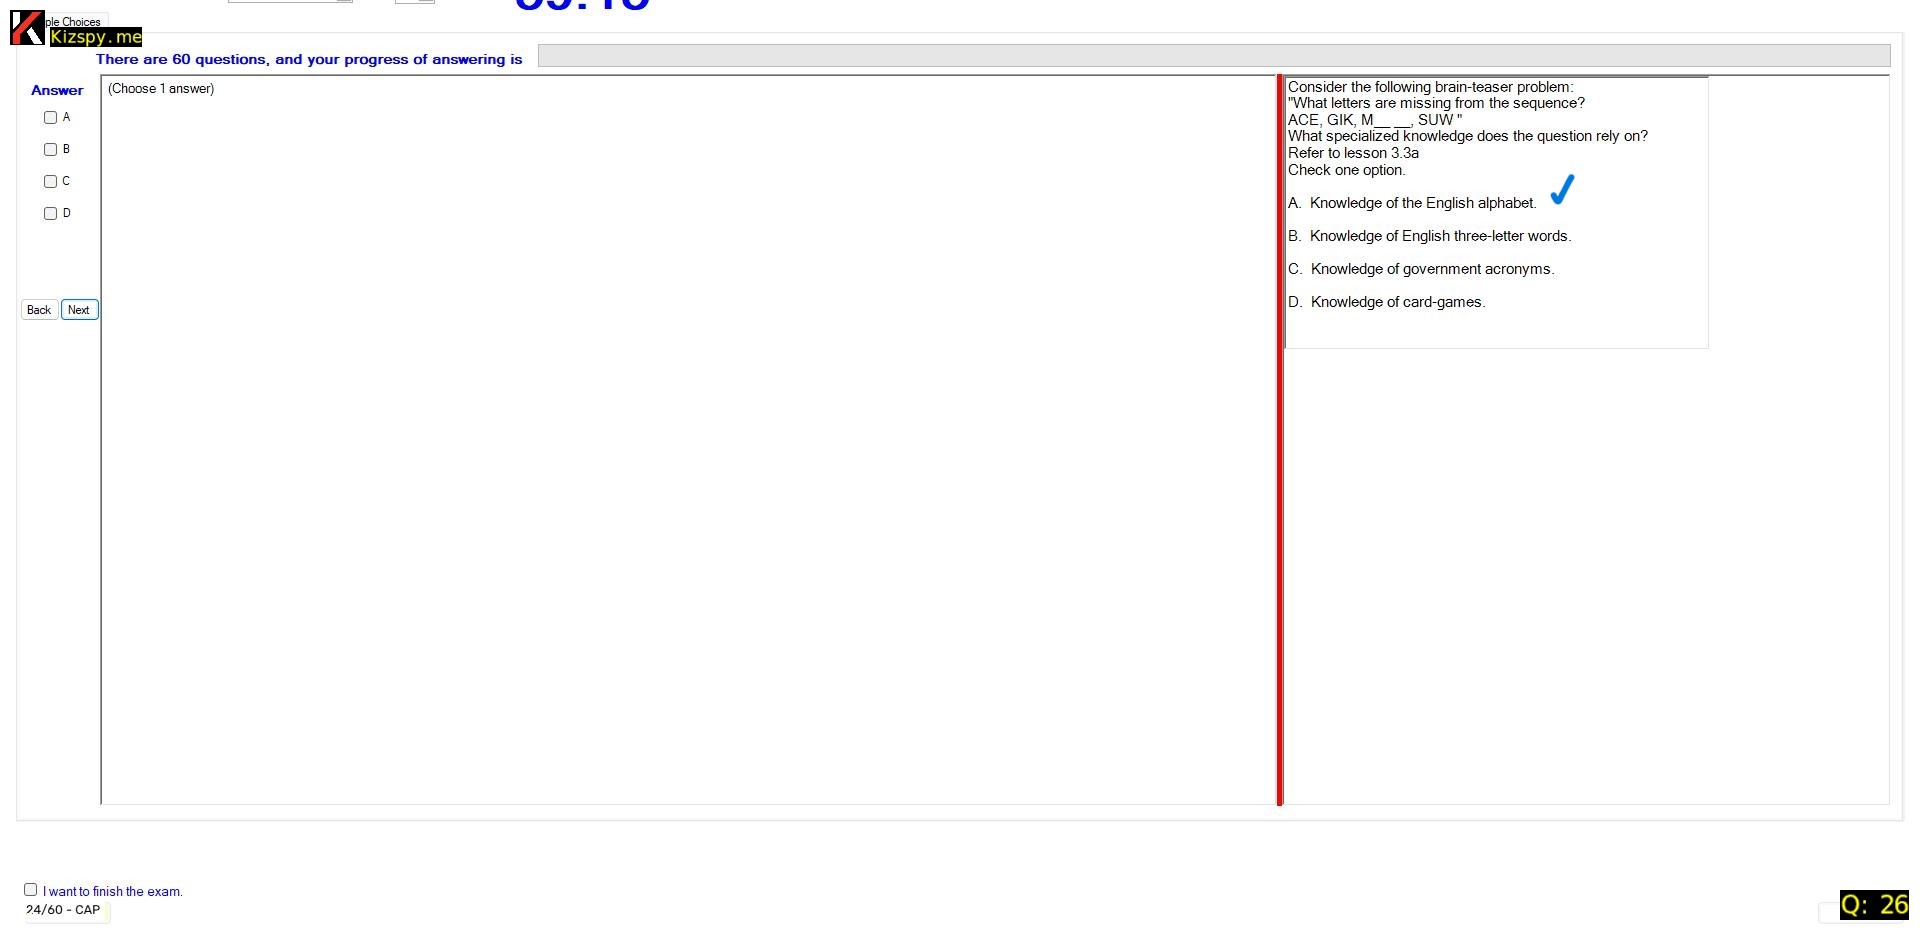 ple Choices
Kizspy.me
There are 60 questions, and your progress of answering is
Answer
(Choose 1 answer)
A
B
C
D
Back
Next
Consider the following brain-teaser problem:
"What letters are missing from the sequence?
ACE, GIK, M__ __, SUW "
What specialized knowledge does the question rely on?
Refer to lesson 3.3a
Check one option.
A. Knowledge of the English alphabet.
B. Knowledge of English three-letter words.
C. Knowledge of government acronyms.
D. Knowledge of card-games.
I want to finish the exam.
24/60 - CAP
Q: 26